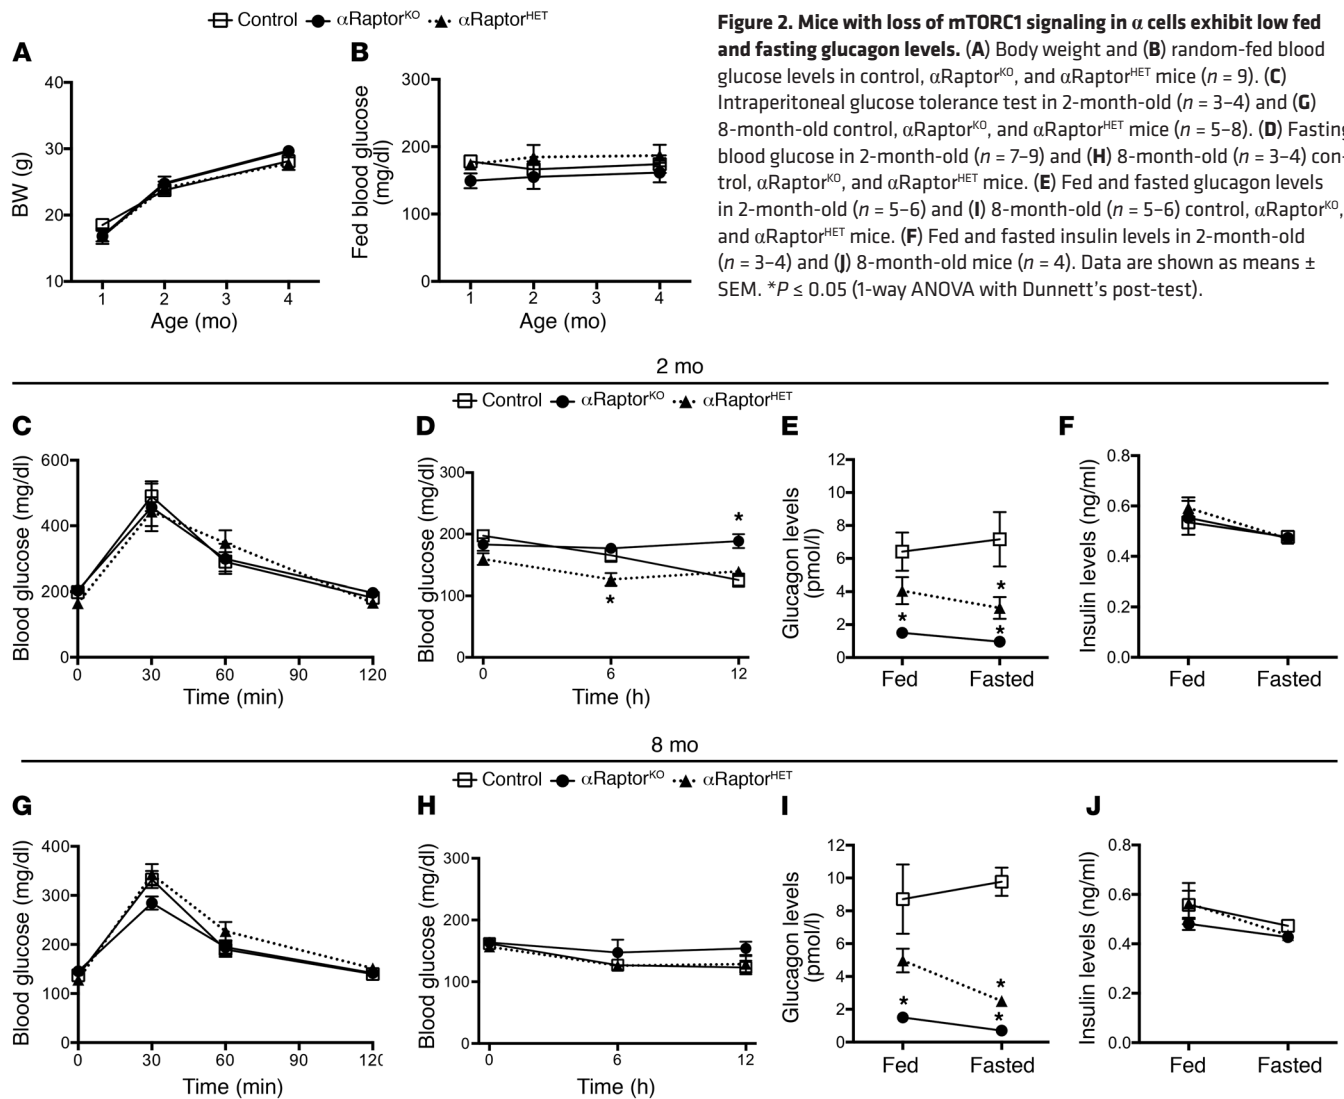 Control αRaptorKO αRaptorHET
Figure 2. Mice with loss of mTORC1 signaling in α cells exhibit low fed
and fasting glucagon levels. (A) Body weight and (B) random-fed blood
glucose levels in control, αRaptorKO, and αRaptorHET mice (n = 9). (C)
Intraperitoneal glucose tolerance test in 2-month-old (n = 3–4) and (G)
8-month-old control, αRaptorKO, and αRaptorHET mice (n = 5–8). (D) Fasting
blood glucose in 2-month-old (n = 7–9) and (H) 8-month-old (n = 3–4) con-
trol, αRaptorKO, and αRaptorHET mice. (E) Fed and fasted glucagon levels
in 2-month-old (n = 5–6) and (I) 8-month-old (n = 5–6) control, αRaptorKO,
and αRaptorHET mice. (F) Fed and fasted insulin levels in 2-month-old
(n = 3–4) and (J) 8-month-old mice (n = 4). Data are shown as means ±
SEM. *P ≤ 0.05 (1-way ANOVA with Dunnett's post-test).
A
BW (g)
40
30
20
10
1 2 3 4
Age (mo)
B
Fed blood glucose
(mg/dl)
300
200
100
0
1 2 3 4
Age (mo)
2 mo
Control αRaptorKO αRaptorHET
C
Blood glucose (mg/dl)
600
400
200
0
0 30 60 90 120
Time (min)
D
Blood glucose (mg/dl)
300
200
100
0
*
*
0 6 12
Time (h)
E
Glucagon levels
(pmol/l)
12
10
8
6
4
2
0
*
*
*
Fed Fasted
F
Insulin levels (ng/ml)
0.8
0.6
0.4
0.2
0.0
Fed Fasted
8 mo
Control αRaptorKO αRaptorHET
G
Blood glucose (mg/dl)
400
300
200
100
0
0 30 60 90 120
Time (min)
H
Blood glucose (mg/dl)
300
200
100
0
0 6 12
Time (h)
I
Glucagon levels
(pmol/l)
12
10
8
6
4
2
0
*
*
*
Fed Fasted
J
Insulin levels (ng/ml)
0.8
0.6
0.4
0.2
0.0
Fed Fasted